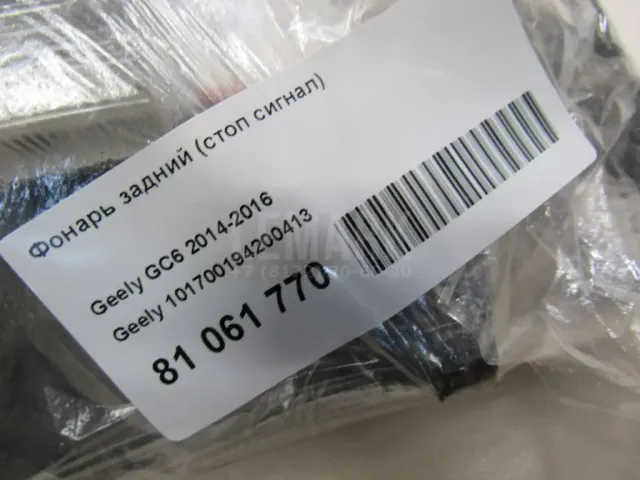 Фонарь задний (стоп сигнал)
Geely GC6 2014-2016
Geely 101700194200413
81 061 770